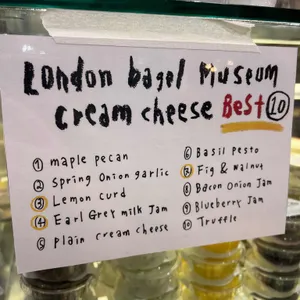 London bagel Museum
cream cheese Best 10
① maple pecan
② Spring Onion garlic
③ Lemon curd
④ Earl Grey milk Jam
⑤ Plain cream cheese
⑥ Basil Pesto
⑦ Fig & walnut
⑧ Bacon Onion Jam
⑨ Blueberry Jam
⑩ Truffle